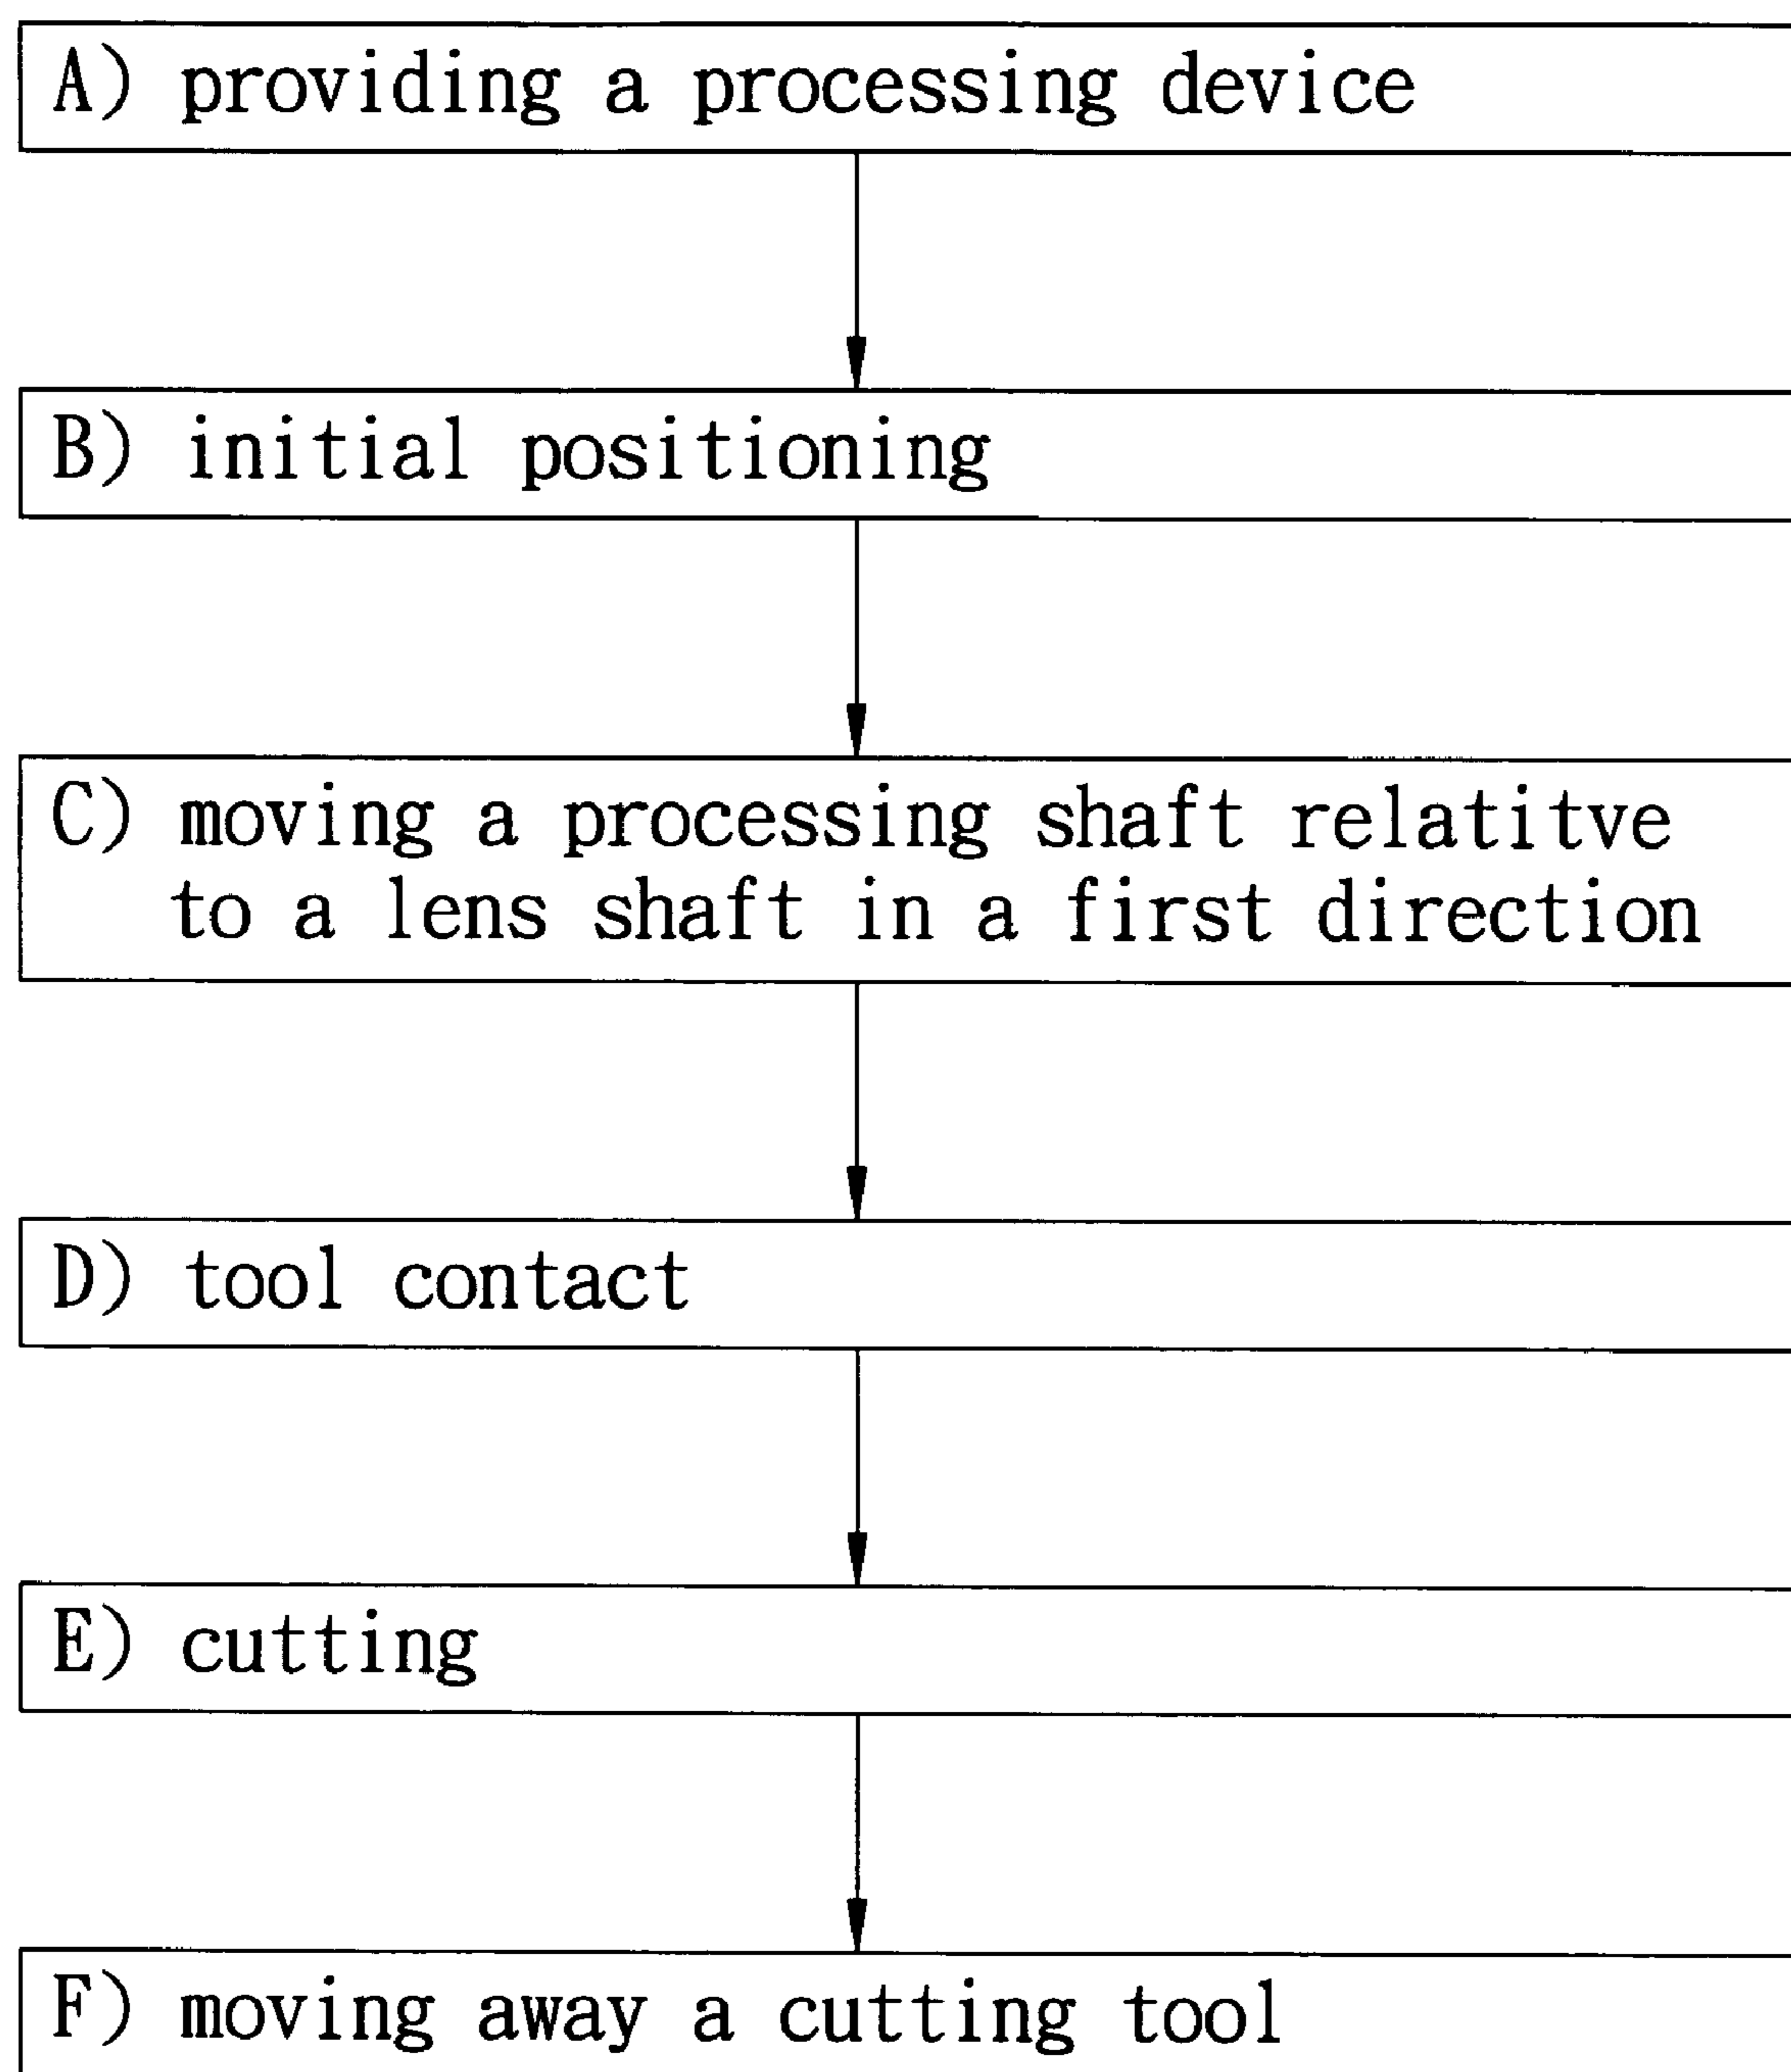 A) providing a processing device
B) initial positioning
C) moving a processing shaft relatitve
to a lens shaft in a first direction
D) tool contact
E) cutting
F) moving away a cutting tool